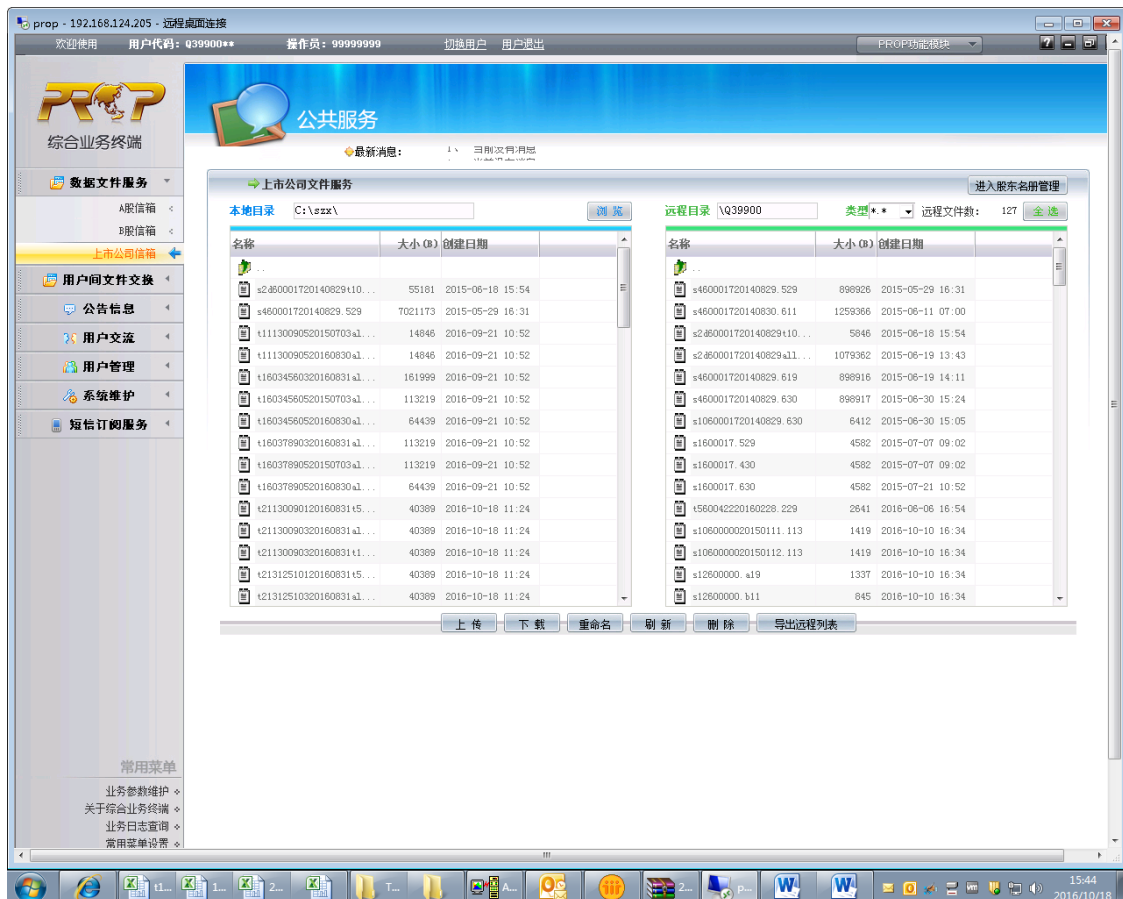 prop - 192.168.124.205 - 远程桌面连接
欢迎使用 用户代码: Q39900** 操作员: 99999999 切换用户 用户退出 PROP功能模块
PROP
综合业务终端
公共服务
最新消息: 1、 目前没有消息
数据文件服务
A股信箱 <
B股信箱 <
上市公司信箱
用户间文件交换
公告信息
用户交流
用户管理
系统维护
短信订阅服务
上市公司文件服务 进入股东名册管理
本地目录 C:\szx\ 浏 览 远程目录 \Q39900 类型 *.* 远程文件数: 127 全 选
名称 大小(B) 创建日期
..
s2d60001720140829t10... 55181 2015-06-18 15:54
s460001720140829.529 7021173 2015-05-29 16:31
t11130090520150703al... 14846 2016-09-21 10:52
t11130090520160830al... 14846 2016-09-21 10:52
t16034560320160831al... 161999 2016-09-21 10:52
t16034560520150703al... 113219 2016-09-21 10:52
t16034560520160830al... 64439 2016-09-21 10:52
t16037890320160831al... 113219 2016-09-21 10:52
t16037890520150703al... 113219 2016-09-21 10:52
t16037890520160830al... 64439 2016-09-21 10:52
t21130090120160831t5... 40389 2016-10-18 11:24
t21130090320160831al... 40389 2016-10-18 11:24
t21130090320160831t1... 40389 2016-10-18 11:24
t21312510120160831t5... 40389 2016-10-18 11:24
t21312510320160831al... 40389 2016-10-18 11:24
名称 大小(B) 创建日期
..
s460001720140829.529 898926 2015-05-29 16:31
s460001720140830.611 1259366 2015-06-11 07:00
s2d60001720140829t10... 5846 2015-06-18 15:54
s2d60001720140829all... 1079362 2015-06-19 13:43
s460001720140829.619 898916 2015-06-19 14:11
s460001720140829.630 898917 2015-06-30 15:24
s1060001720140829.630 6412 2015-06-30 15:05
s1600017.529 4582 2015-07-07 09:02
s1600017.430 4582 2015-07-07 09:02
s1600017.630 4582 2015-07-21 10:52
t560042220160228.229 2641 2016-06-06 16:54
s1060000020150111.113 1419 2016-10-10 16:34
s1060000020150112.113 1419 2016-10-10 16:34
s12600000.a19 1337 2016-10-10 16:34
s12600000.b11 845 2016-10-10 16:34
上 传 下 载 重命名 刷 新 删 除 导出远程列表
常用菜单
业务参数维护
关于综合业务终端
业务日志查询
常用菜单设置
t1... 1... 2... T... A... 2... p...
15:44
2016/10/18